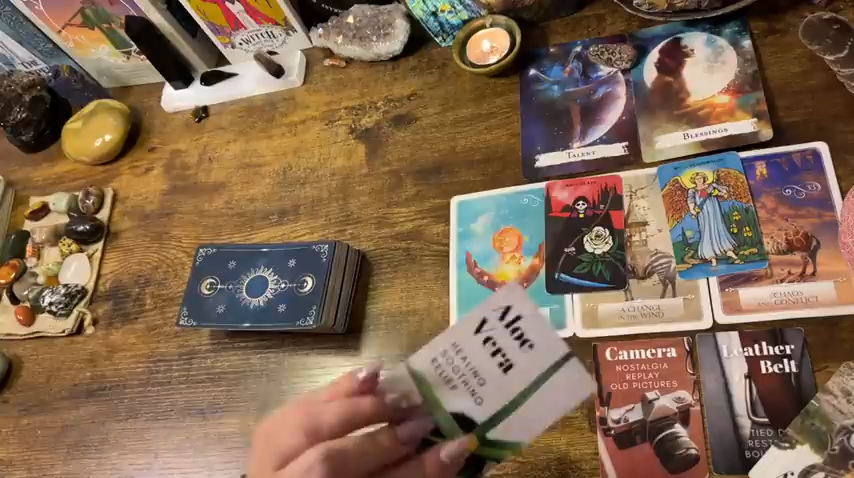 WITCH
TALENT
BLESSINGS
A CHANGE
IN THE WIND
CHAOS
AND CONFLICT
Aloe
Vera
HEALING
SOOTHING
RELIEF
Camera
NOSTALGIA
REPLAY
OLD PICTURES
Leather
Belt